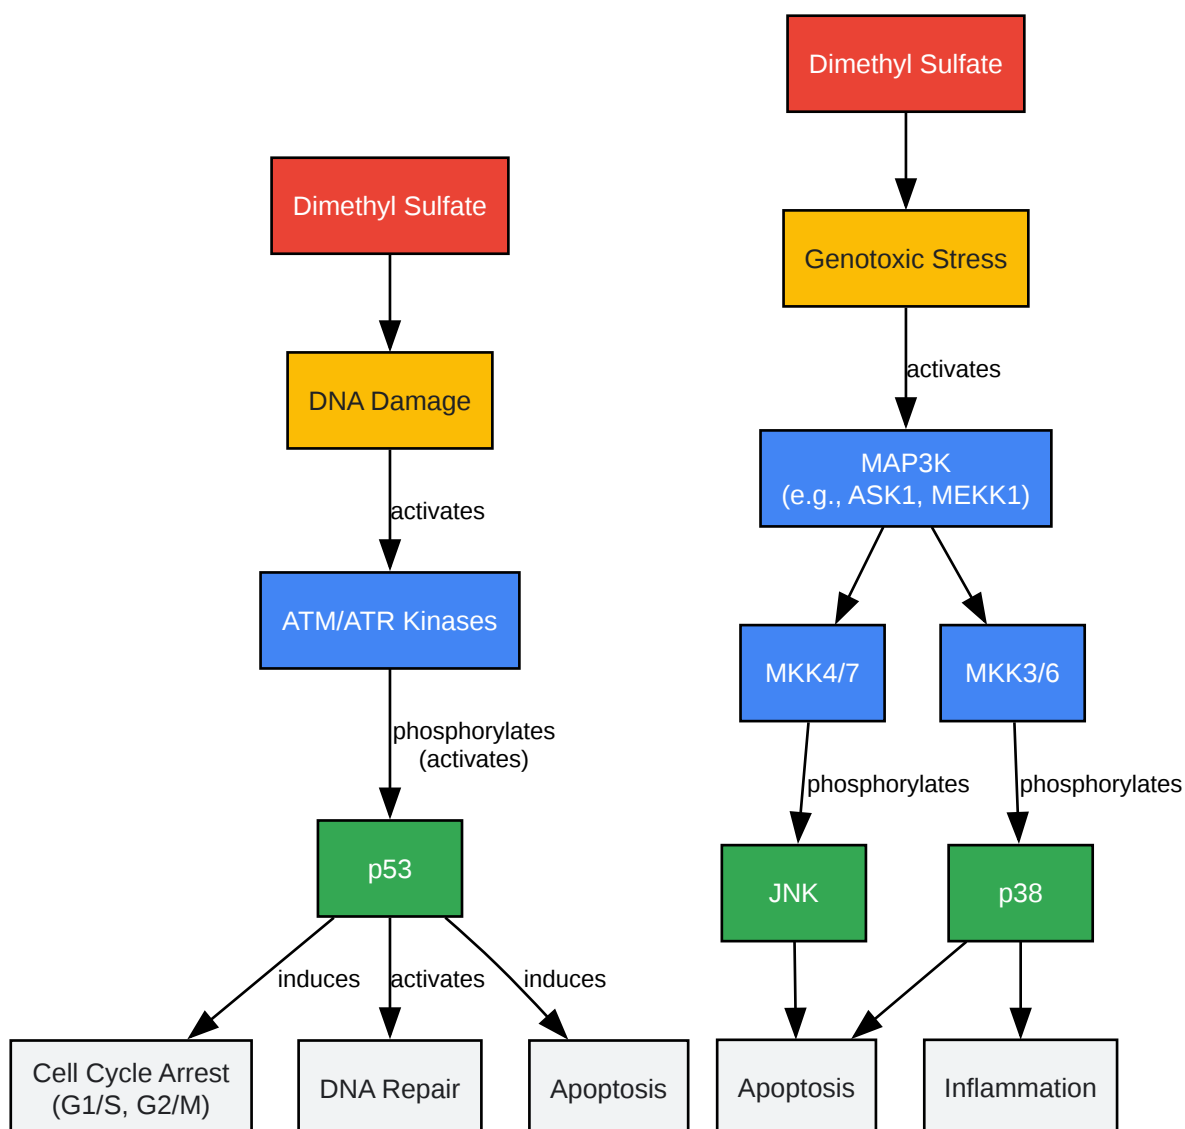 Dimethyl Sulfate
DNA Damage
activates
ATM/ATR Kinases
phosphorylates
(activates)
p53
induces
activates
induces
Cell Cycle Arrest
(G1/S, G2/M)
DNA Repair
Apoptosis
Dimethyl Sulfate
Genotoxic Stress
activates
MAP3K
(e.g., ASK1, MEKK1)
MKK4/7
MKK3/6
phosphorylates
phosphorylates
JNK
p38
Apoptosis
Inflammation